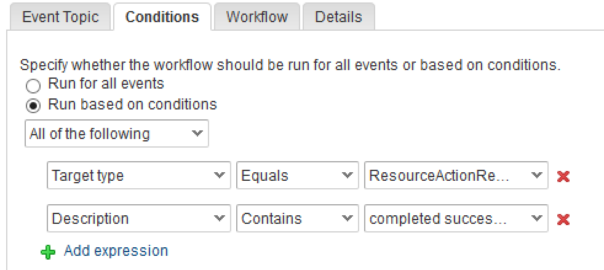 Event Topic Conditions Workflow Details
Specify whether the workflow should be run for all events or based on conditions.
Run for all events
Run based on conditions
All of the following
Target type Equals ResourceActionRe...
Description Contains completed succes...
Add expression